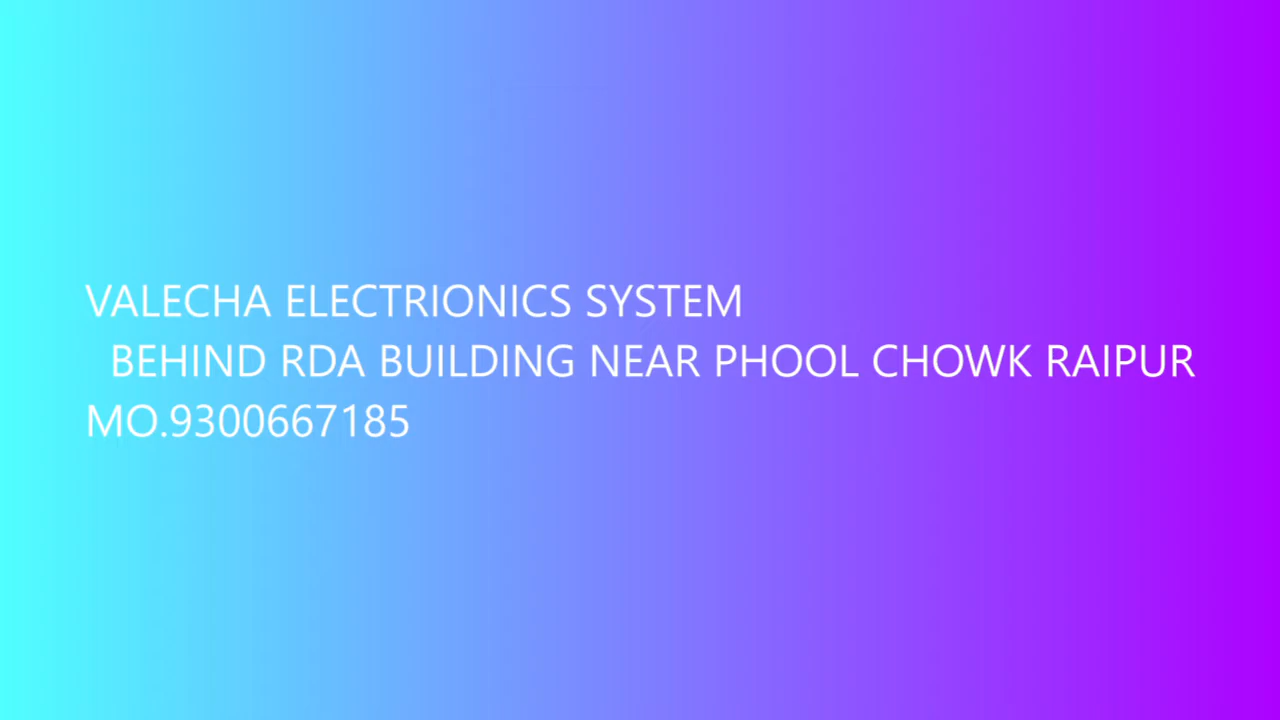 VALECHA ELECTRIONICS SYSTEM
BEHIND RDA BUILDING NEAR PHOOL CHOWK RAIPUR
MO.9300667185